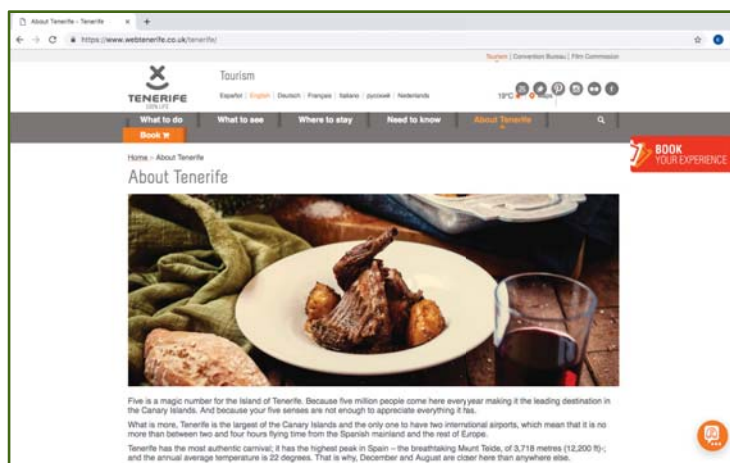 About Tenerife - Tenerife
https://www.webtenerife.co.uk/tenerife/
Tourism | Convention Bureau | Film Commission
TENERIFE
100% LIFE
Tourism
Español | English | Deutsch | Français | Italiano | русский | Nederlands
19ºC
What to do What to see Where to stay Need to know About Tenerife
Book
BOOK
YOUR EXPERIENCE
Home > About Tenerife
About Tenerife
Five is a magic number for the Island of Tenerife. Because five million people come here every year making it the leading destination in
the Canary Islands. And because your five senses are not enough to appreciate everything it has.
What is more, Tenerife is the largest of the Canary Islands and the only one to have two international airports, which mean that it is no
more than between two and four hours flying time from the Spanish mainland and the rest of Europe.
Tenerife has the most authentic carnival; it has the highest peak in Spain – the breathtaking Mount Teide, of 3,718 metres (12,200 ft)-;
and the annual average temperature is 22 degrees. That is why, December and August are closer here than anywhere else.